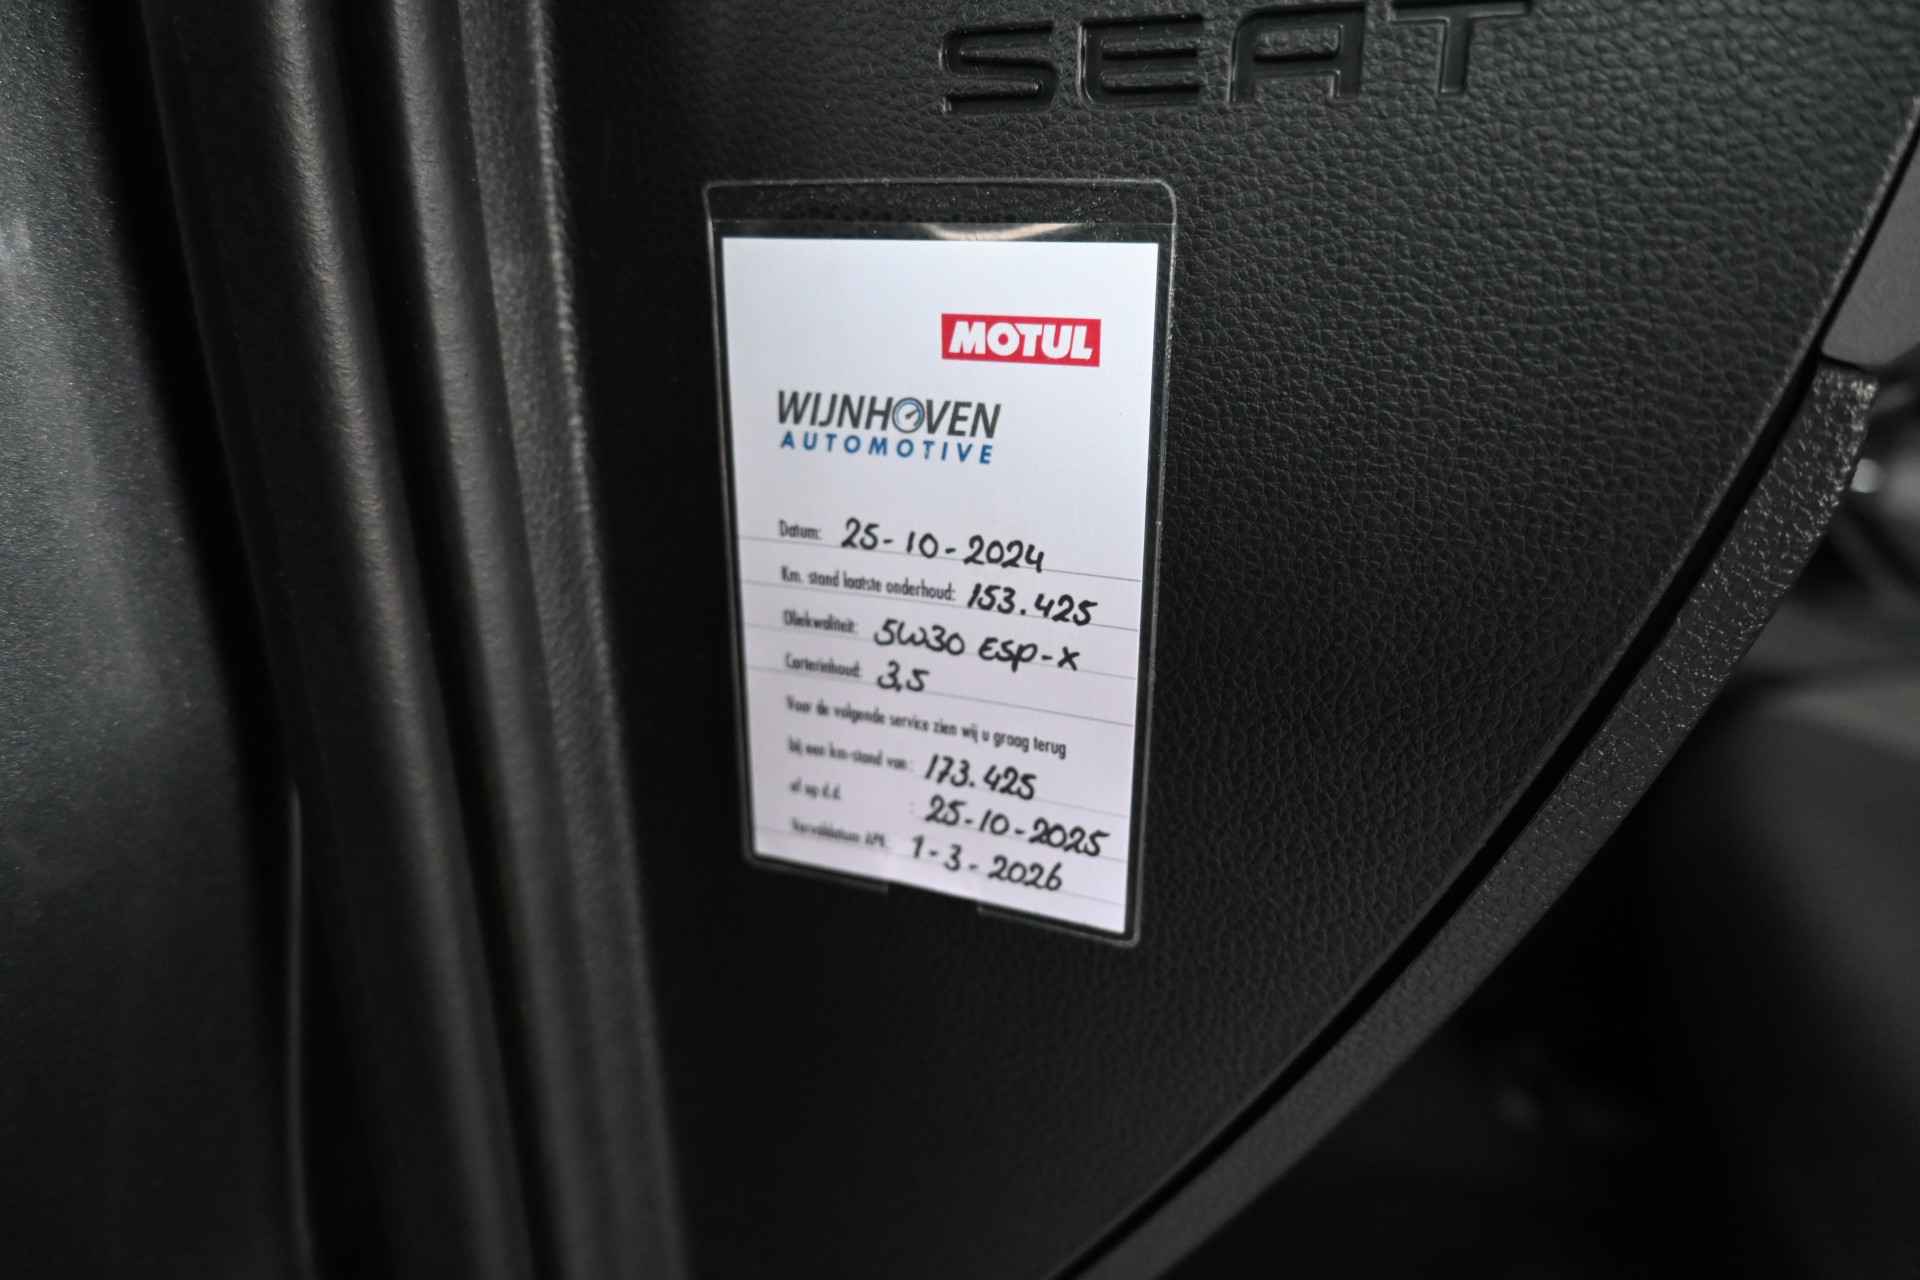 SEAT
MOTUL
WIJNHOVEN
AUTOMOTIVE
Datum: 25-10-2024
Km. stand laatste onderhoud: 153.425
Oliekwaliteit: 5W30 ESP-X
Carterinhoud: 3,5
Voor de volgende service zien wij u graag terug
bij een km-stand van: 173.425
of op d.d. : 25-10-2025
Vervaldatum APK: 1-3-2026